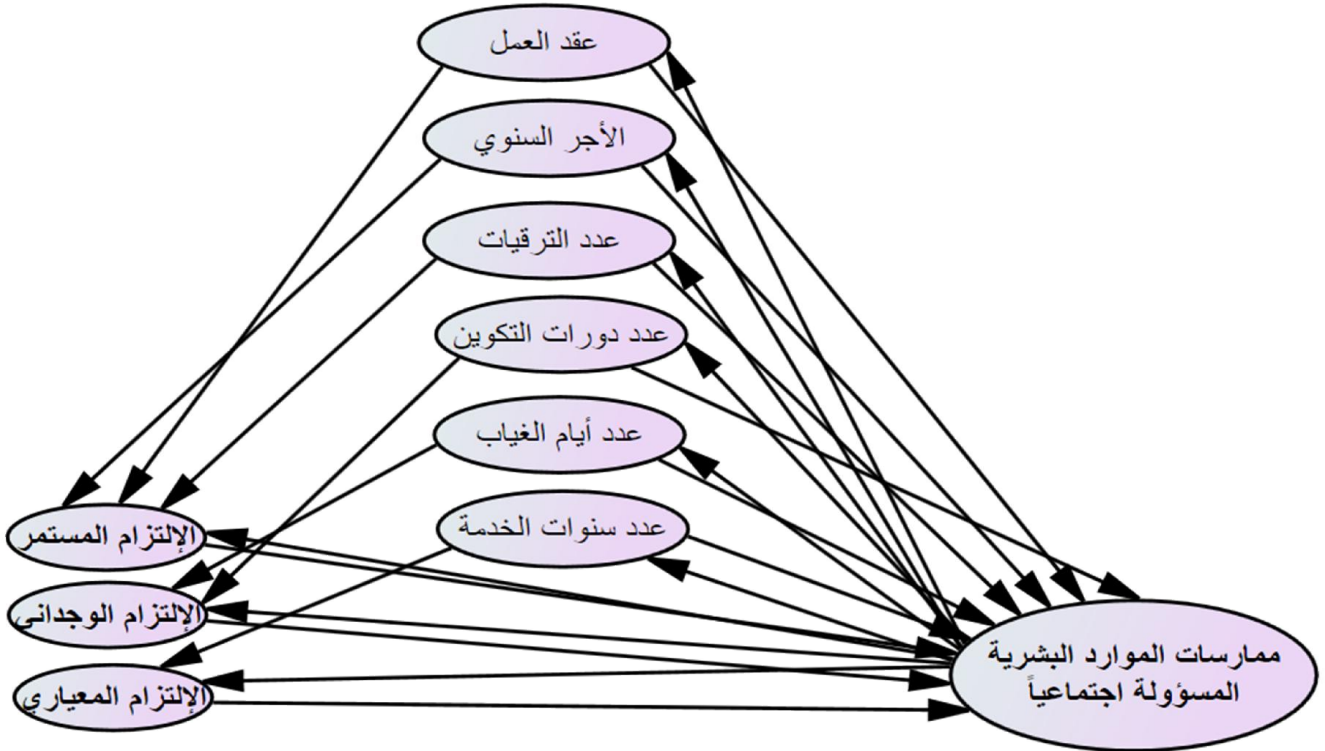 عقد العمل
الأجر السنوي
عدد الترقيات
عدد دورات التكوين
عدد أيام الغياب
عدد سنوات الخدمة
الإلتزام المستمر
الإلتزام الوجداني
الإلتزام المعياري
ممارسات الموارد البشرية
المسؤولة اجتماعياً